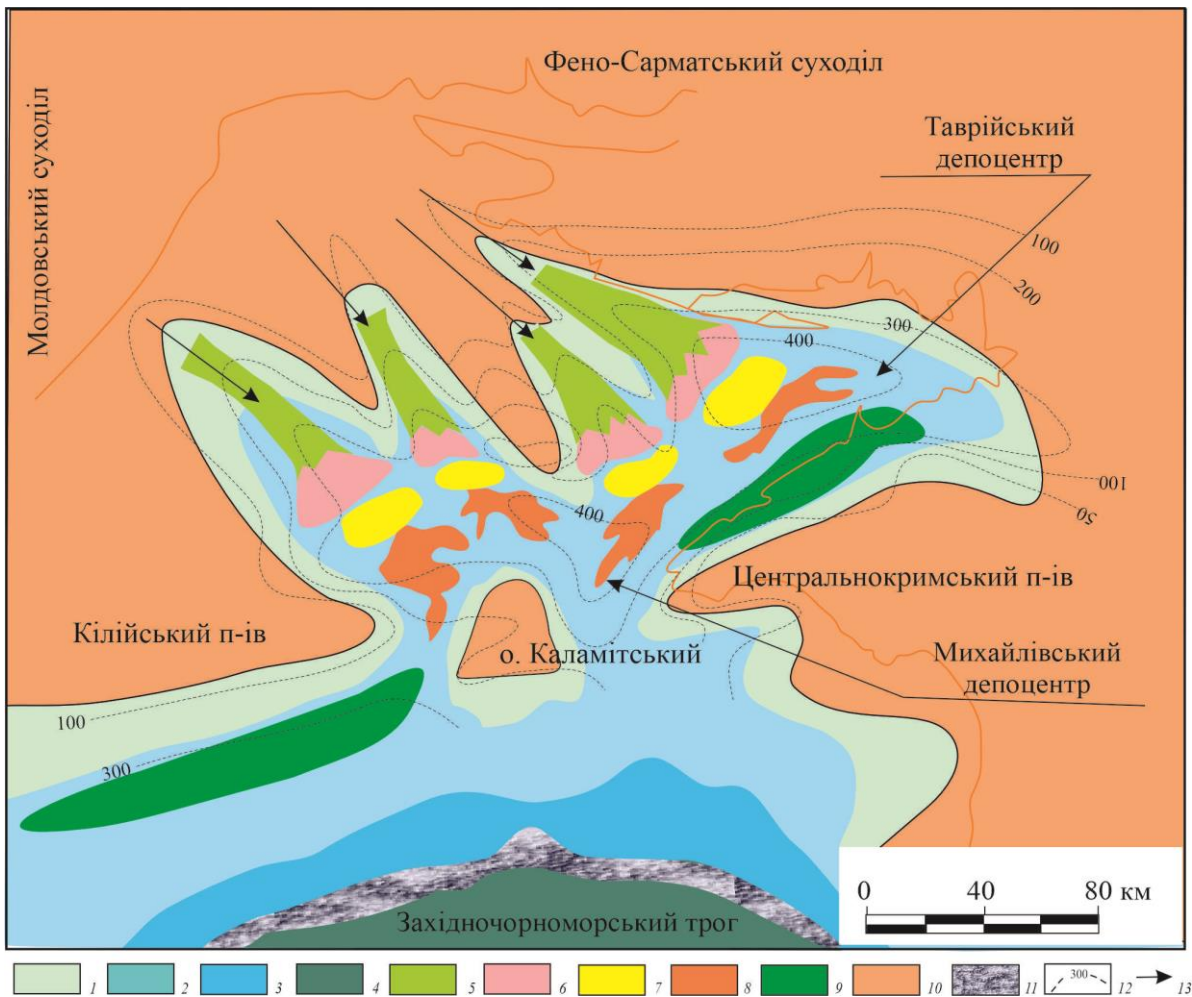 Фено-Сарматський суходіл
Молдовський суходіл
Таврійський
депоцентр
100
200
300
400
100
50
400
Центральнокримський п-ів
Кілійський п-ів
о. Каламітський
Михайлівський
депоцентр
100
300
0 40 80 км
Західночорноморський трог
1 2 3 4 5 6 7 8 9 10 11 300 12 13